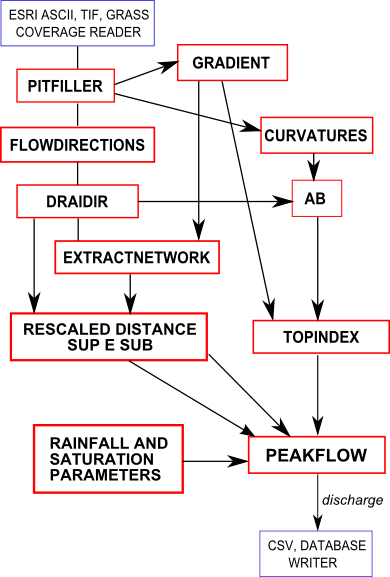 ESRI ASCII, TIF, GRASS
COVERAGE READER
GRADIENT
PITFILLER
CURVATURES
FLOWDIRECTIONS
DRAIDIR
AB
EXTRACTNETWORK
RESCALED DISTANCE
SUP E SUB
TOPINDEX
RAINFALL AND
SATURATION
PARAMETERS
PEAKFLOW
discharge
CSV, DATABASE
WRITER